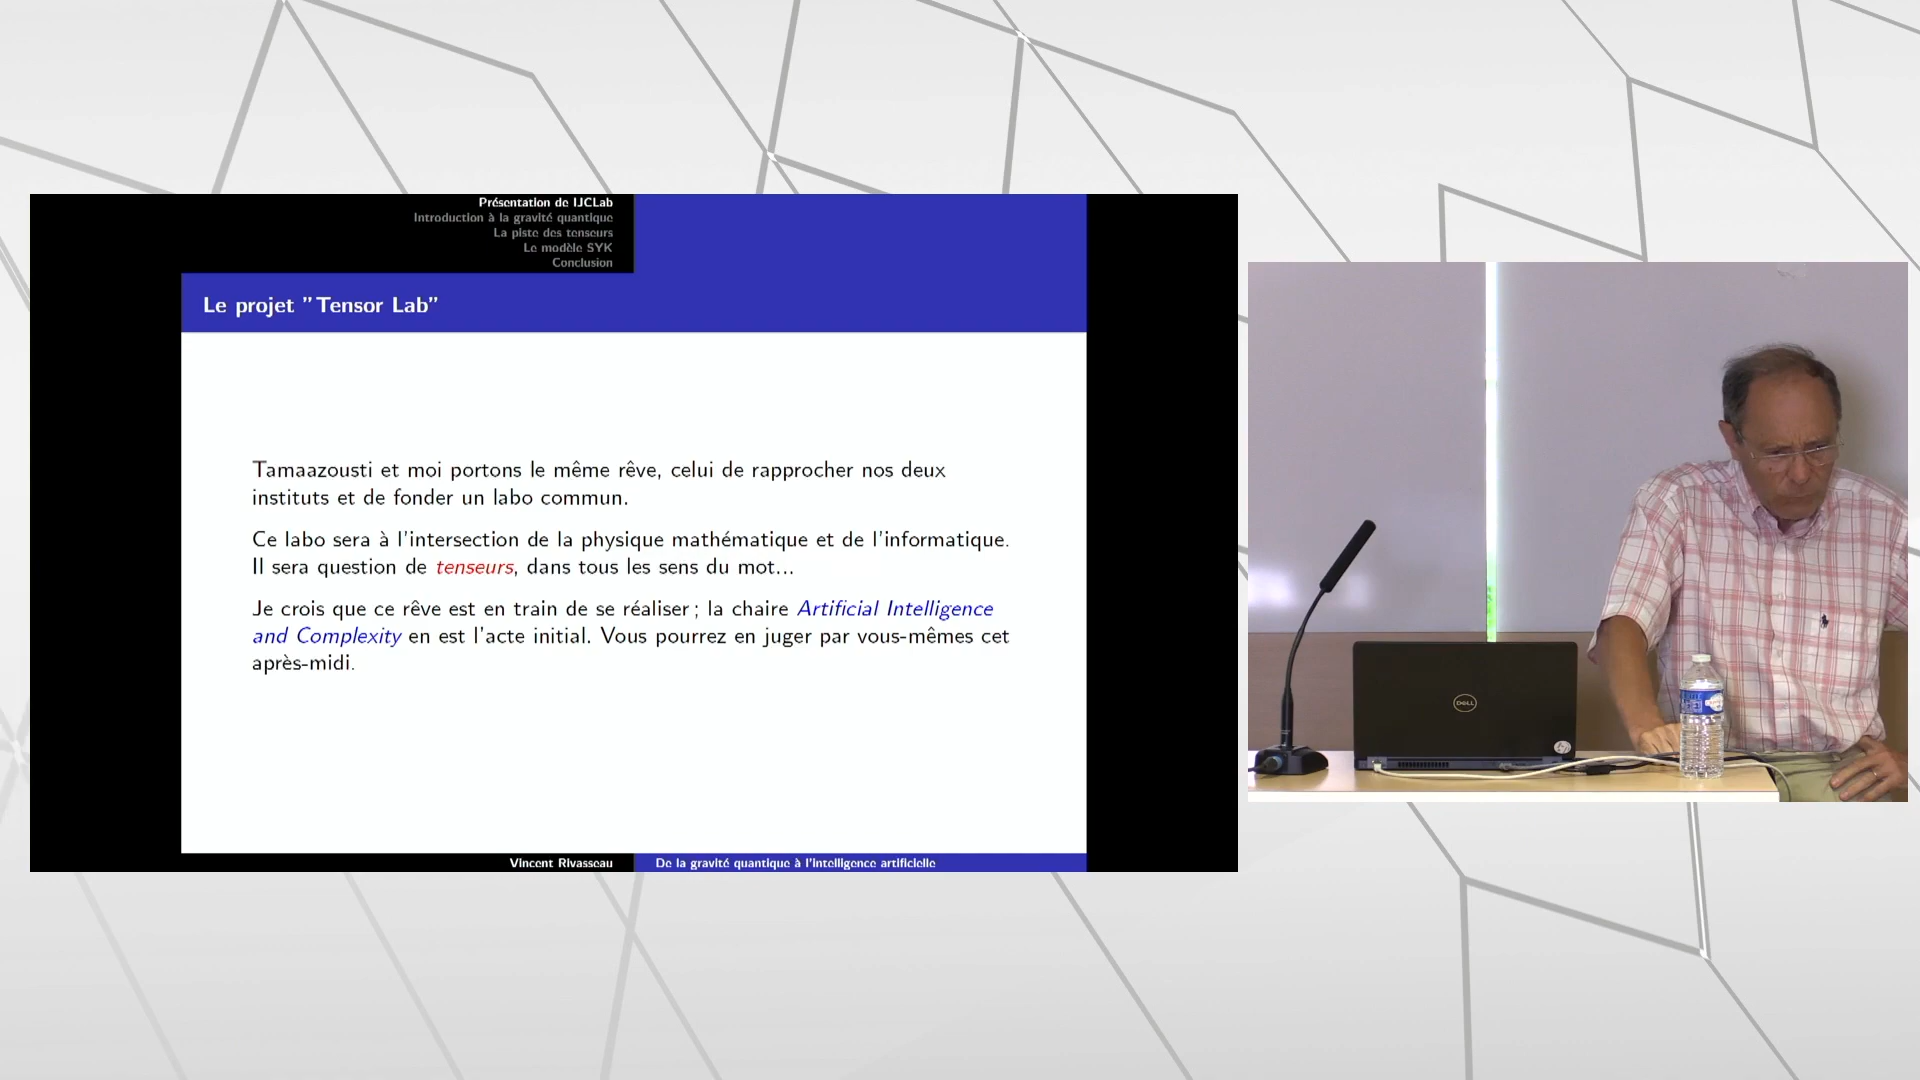 Présentation de IJCLab
Introduction à la gravité quantique
La piste des tenseurs
Le modèle SYK
Conclusion
Le projet "Tensor Lab"
Tamaazousti et moi portons le même rêve, celui de rapprocher nos deux
instituts et de fonder un labo commun.
Ce labo sera à l'intersection de la physique mathématique et de l'informatique.
Il sera question de tenseurs, dans tous les sens du mot...
Je crois que ce rêve est en train de se réaliser ; la chaire Artificial Intelligence
and Complexity en est l'acte initial. Vous pourrez en juger par vous-mêmes cet
après-midi.
Vincent Rivasseau
De la gravité quantique à l'intelligence artificielle
DELL